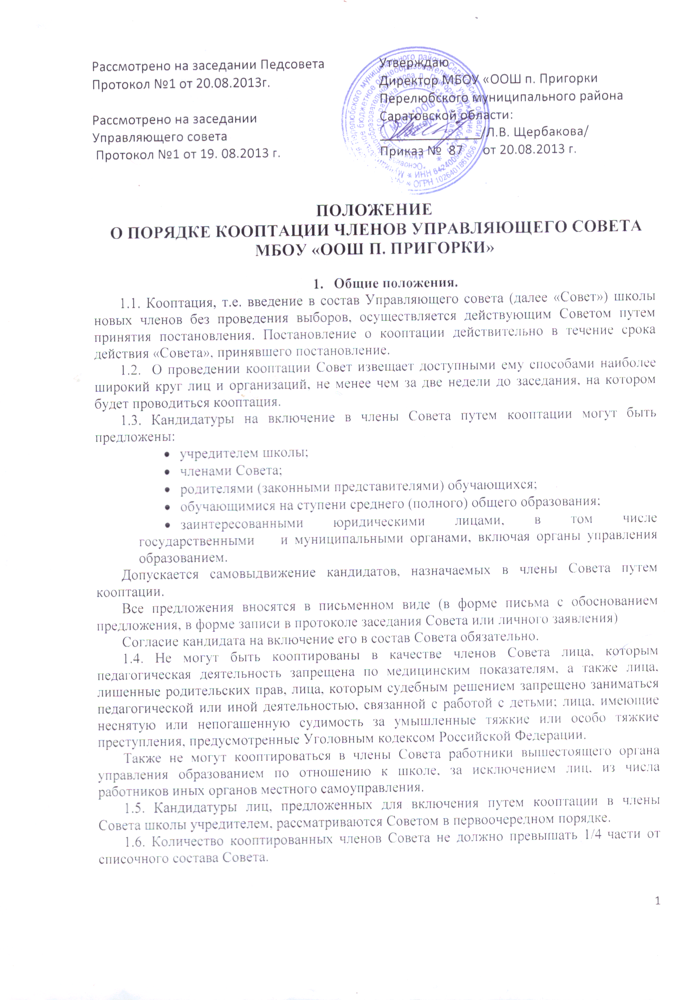 Рассмотрено на заседании Педсовета
Протокол №1 от 20.08.2013г.
Рассмотрено на заседании
Управляющего совета
Протокол №1 от 19. 08.2013 г.
Утверждаю
Директор МБОУ «ООШ п. Пригорки
Перелюбского муниципального района
Саратовской области:
/Л.В. Щербакова/
Приказ № 87 от 20.08.2013 г.
ПОЛОЖЕНИЕ
О ПОРЯДКЕ КООПТАЦИИ ЧЛЕНОВ УПРАВЛЯЮЩЕГО СОВЕТА
МБОУ «ООШ П. ПРИГОРКИ»
1. Общие положения.
1.1. Кооптация, т.е. введение в состав Управляющего совета (далее «Совет») школы
новых членов без проведения выборов, осуществляется действующим Советом путем
принятия постановления. Постановление о кооптации действительно в течение срока
действия «Совета», принявшего постановление.
1.2. О проведении кооптации Совет извещает доступными ему способами наиболее
широкий круг лиц и организаций, не менее чем за две недели до заседания, на котором
будет проводиться кооптация.
1.3. Кандидатуры на включение в члены Совета путем кооптации могут быть
предложены:
• учредителем школы;
• членами Совета;
• родителями (законными представителями) обучающихся;
• обучающимися на ступени среднего (полного) общего образования;
• заинтересованными юридическими лицами, в том числе
государственными и муниципальными органами, включая органы управления
образованием.
Допускается самовыдвижение кандидатов, назначаемых в члены Совета путем
кооптации.
Все предложения вносятся в письменном виде (в форме письма с обоснованием
предложения, в форме записи в протоколе заседания Совета или личного заявления)
Согласие кандидата на включение его в состав Совета обязательно.
1.4. Не могут быть кооптированы в качестве членов Совета лица, которым
педагогическая деятельность запрещена по медицинским показателям, а также лица,
лишенные родительских прав, лица, которым судебным решением запрещено заниматься
педагогической или иной деятельностью, связанной с работой с детьми; лица, имеющие
неснятую или непогашенную судимость за умышленные тяжкие или особо тяжкие
преступления, предусмотренные Уголовным кодексом Российской Федерации.
Также не могут кооптироваться в члены Совета работники вышестоящего органа
управления образованием по отношению к школе, за исключением лиц, из числа
работников иных органов местного самоуправления.
1.5. Кандидатуры лиц, предложенных для включения путем кооптации в члены
Совета школы учредителем, рассматриваются Советом в первоочередном порядке.
1.6. Количество кооптированных членов Совета не должно превышать 1/4 части от
списочного состава Совета.
1